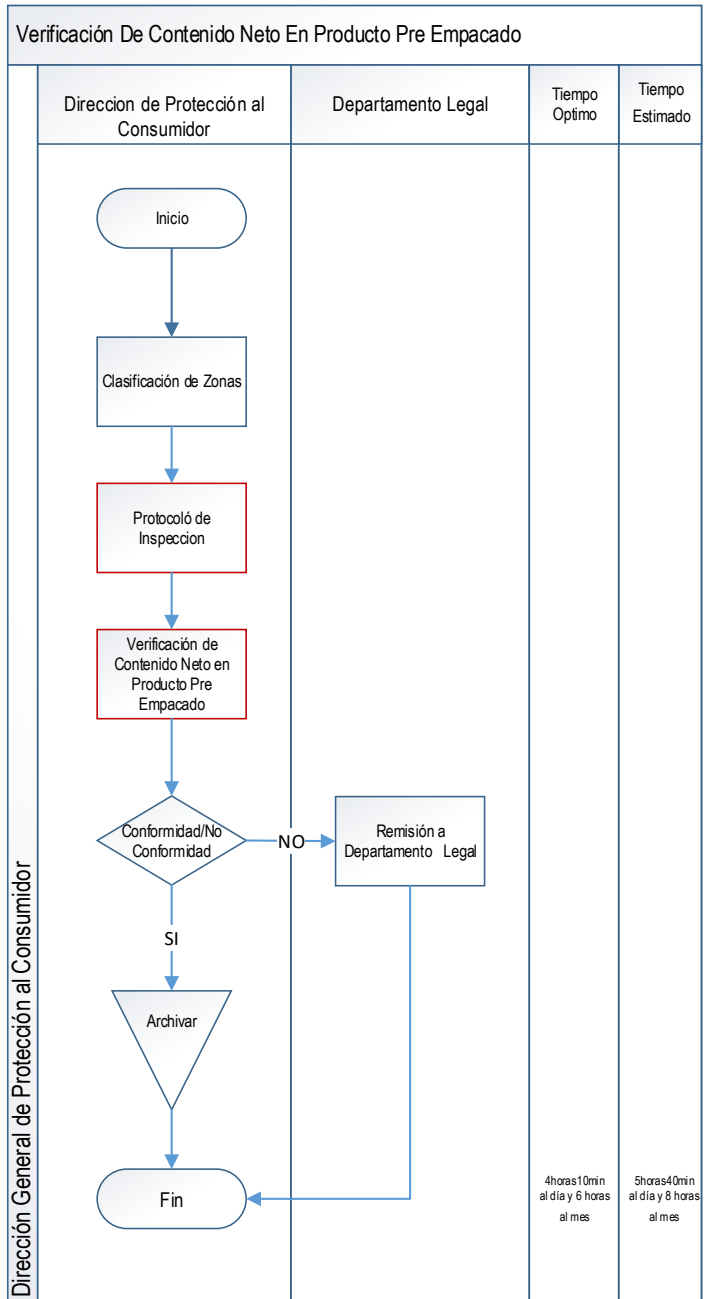 Verificación De Contenido Neto En Producto Pre Empacado
Direccion de Protección al
Consumidor
Departamento Legal
Tiempo
Optimo
Tiempo
Estimado
Dirección General de Protección al Consumidor
Inicio
Clasificación de Zonas
Protocoló de
Inspeccion
Verificación de
Contenido Neto en
Producto Pre
Empacado
Conformidad/No
Conformidad
NO
Remisión a
Departamento Legal
SI
Archivar
Fin
4horas10min
al día y 6 horas
al mes
5horas40min
al día y 8 horas
al mes